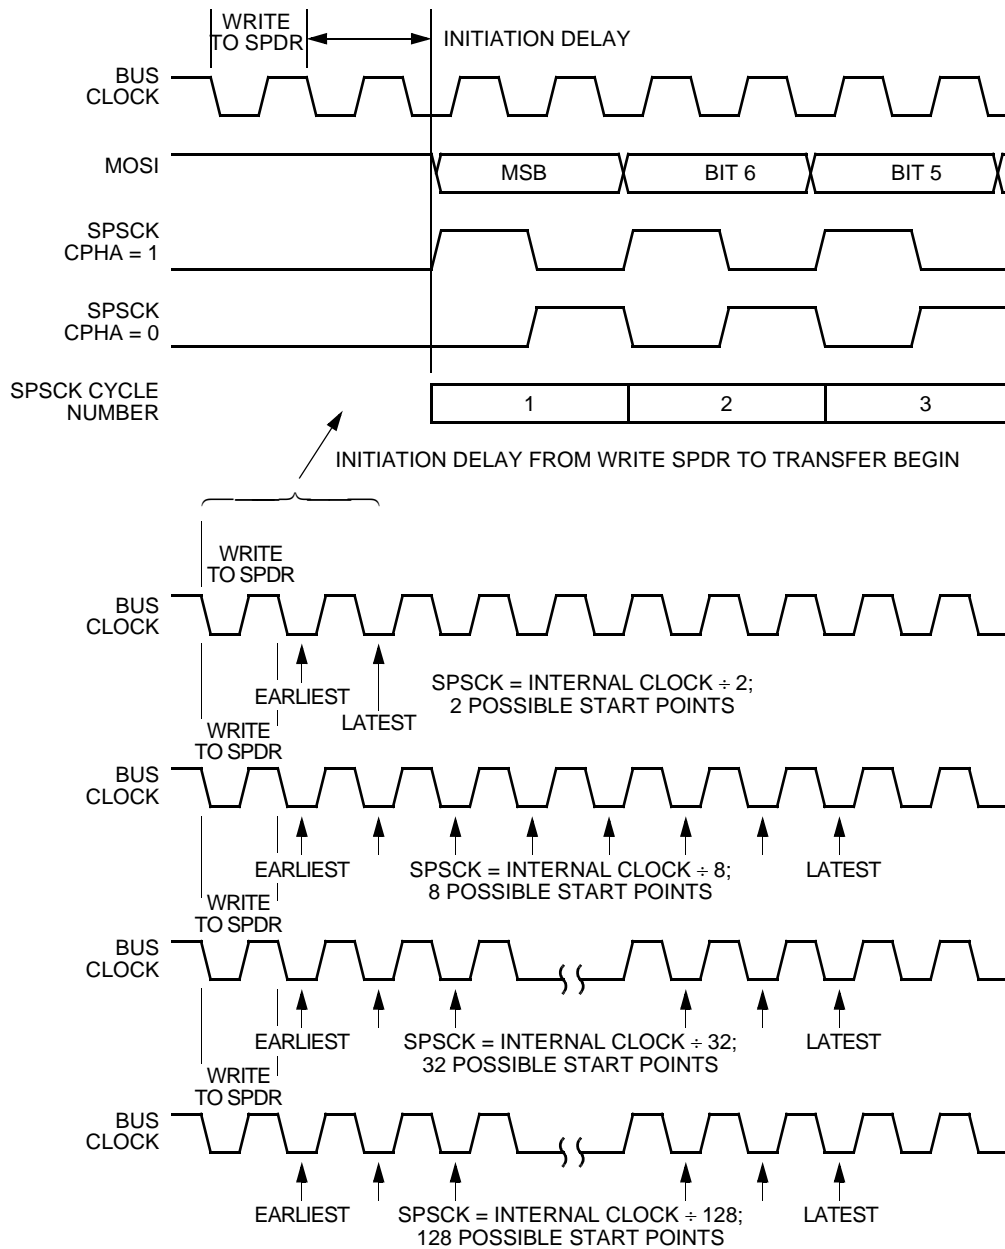 WRITE
TO SPDR
INITIATION DELAY
BUS
CLOCK
MOSI
MSB
BIT 6
BIT 5
SPSCK
CPHA = 1
SPSCK
CPHA = 0
SPSCK CYCLE
NUMBER
1
2
3
INITIATION DELAY FROM WRITE SPDR TO TRANSFER BEGIN
WRITE
TO SPDR
BUS
CLOCK
EARLIEST
LATEST
SPSCK = INTERNAL CLOCK ÷ 2;
2 POSSIBLE START POINTS
WRITE
TO SPDR
BUS
CLOCK
EARLIEST
SPSCK = INTERNAL CLOCK ÷ 8;
8 POSSIBLE START POINTS
LATEST
WRITE
TO SPDR
BUS
CLOCK
EARLIEST
SPSCK = INTERNAL CLOCK ÷ 32;
32 POSSIBLE START POINTS
LATEST
WRITE
TO SPDR
BUS
CLOCK
EARLIEST
SPSCK = INTERNAL CLOCK ÷ 128;
128 POSSIBLE START POINTS
LATEST